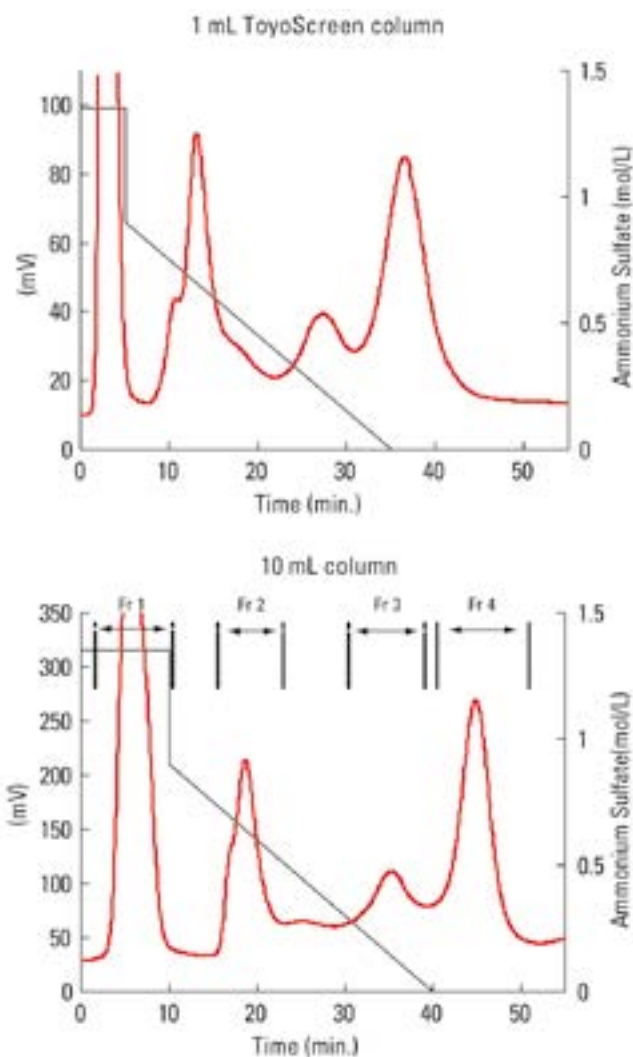 1 mL ToyoScreen column
100
80
60
40
20
0
(mV)
1.5
1
0.5
0
Ammonium Sulfate (mol/L)
0 10 20 30 40 50
Time (min.)
10 mL column
Fr 1 Fr 2 Fr 3 Fr 4
350
300
250
200
150
100
50
0
(mV)
1.5
1
0.5
0
Ammonium Sulfate(mol/L)
0 10 20 30 40 50
Time (min.)